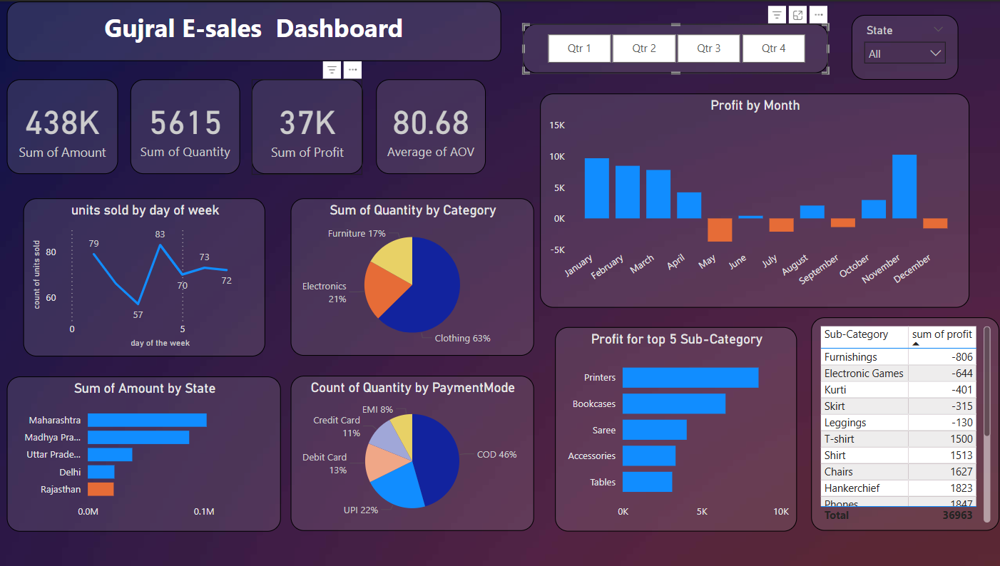 Gujral E-sales  Dashboard
Qtr 1
Qtr 2
Qtr 3
Qtr 4
State
All
438K
Sum of Amount
5615
Sum of Quantity
37K
Sum of Profit
80.68
Average of AOV
Profit by Month
15K
10K
5K
0K
-5K
January
February
March
April
May
June
July
August
September
October
November
December
units sold by day of week
count of units sold
80
60
79
57
83
70
73
72
0
5
day of the week
Sum of Quantity by Category
Furniture 17%
Electronics
21%
Clothing 63%
Sum of Amount by State
Maharashtra
Madhya Pra...
Uttar Prade...
Delhi
Rajasthan
0.0M
0.1M
Count of Quantity by PaymentMode
EMI 8%
Credit Card
11%
Debit Card
13%
UPI 22%
COD 46%
Profit for top 5 Sub-Category
Printers
Bookcases
Saree
Accessories
Tables
0K
5K
10K
Sub-Category sum of profit
Furnishings -806
Electronic Games -644
Kurti -401
Skirt -315
Leggings -130
T-shirt 1500
Shirt 1513
Chairs 1627
Hankerchief 1823
Phones 1847
Total 36963